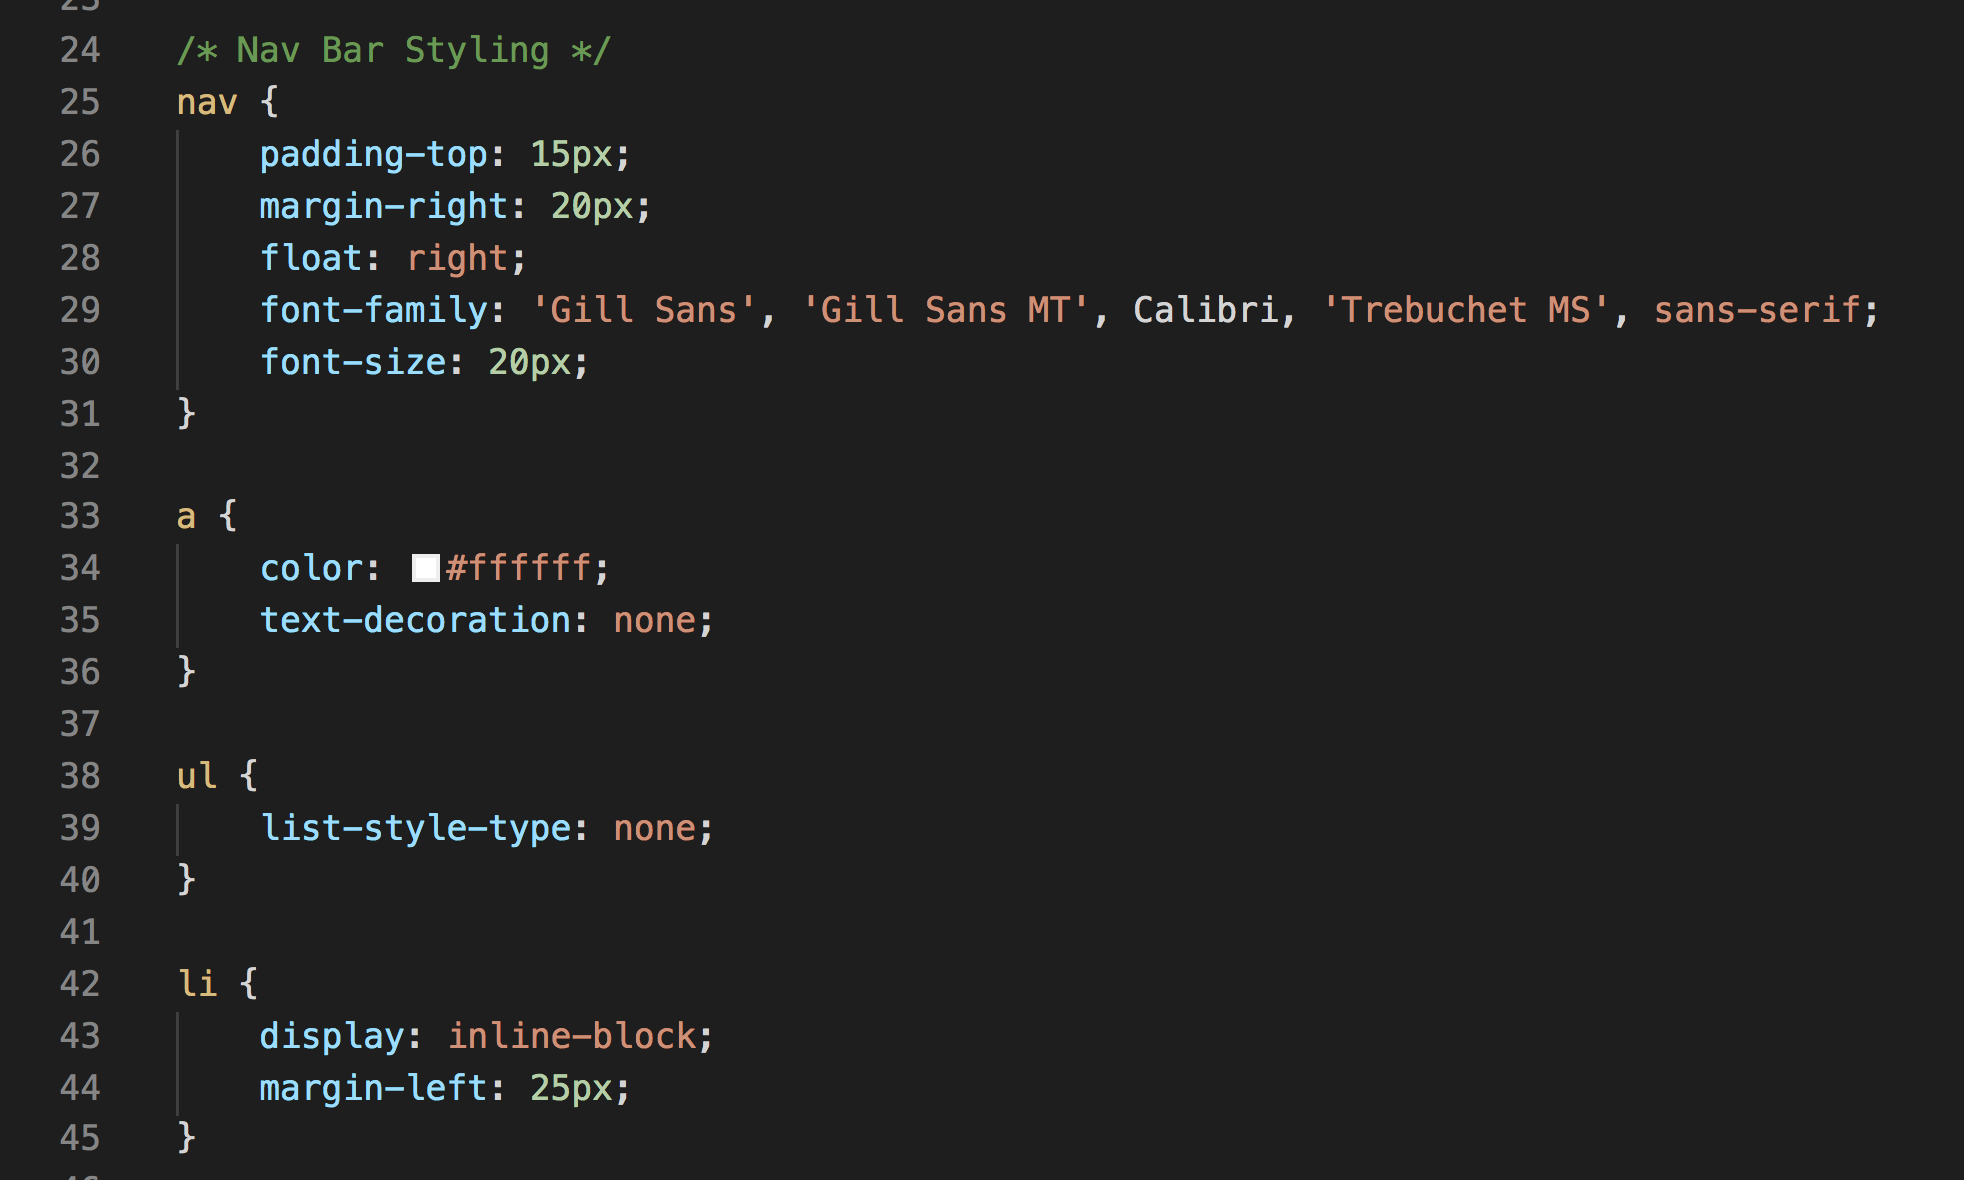 24 /* Nav Bar Styling */
25 nav {
26     padding-top: 15px;
27     margin-right: 20px;
28     float: right;
29     font-family: 'Gill Sans', 'Gill Sans MT', Calibri, 'Trebuchet MS', sans-serif;
30     font-size: 20px;
31 }
32
33 a {
34     color: #ffffff;
35     text-decoration: none;
36 }
37
38 ul {
39     list-style-type: none;
40 }
41
42 li {
43     display: inline-block;
44     margin-left: 25px;
45 }